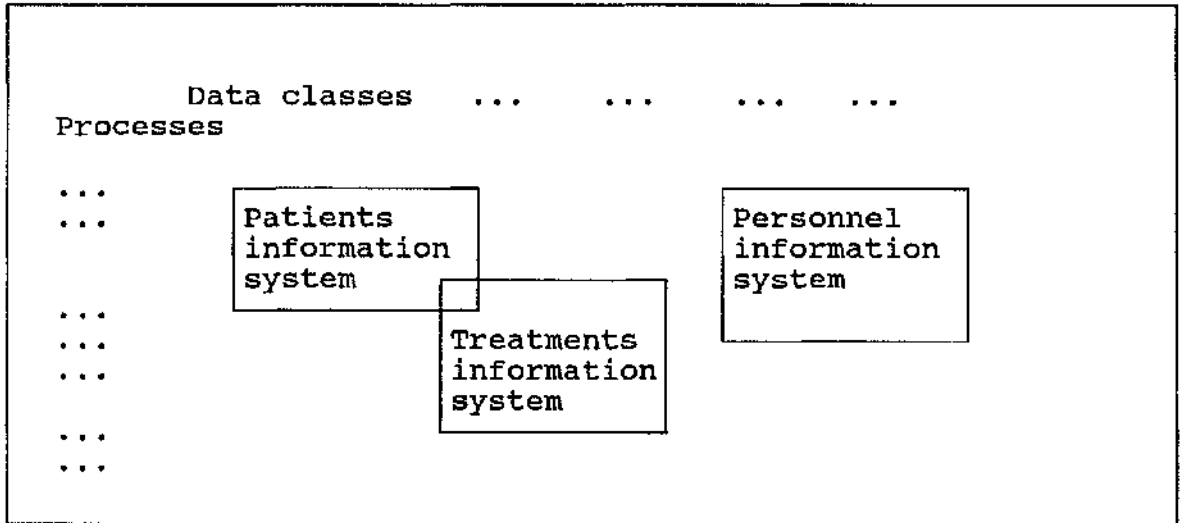 Data classes ... ... ... ...
Processes
...
...
Patients
information
system
Personnel
information
system
...
...
...
Treatments
information
system
...
...